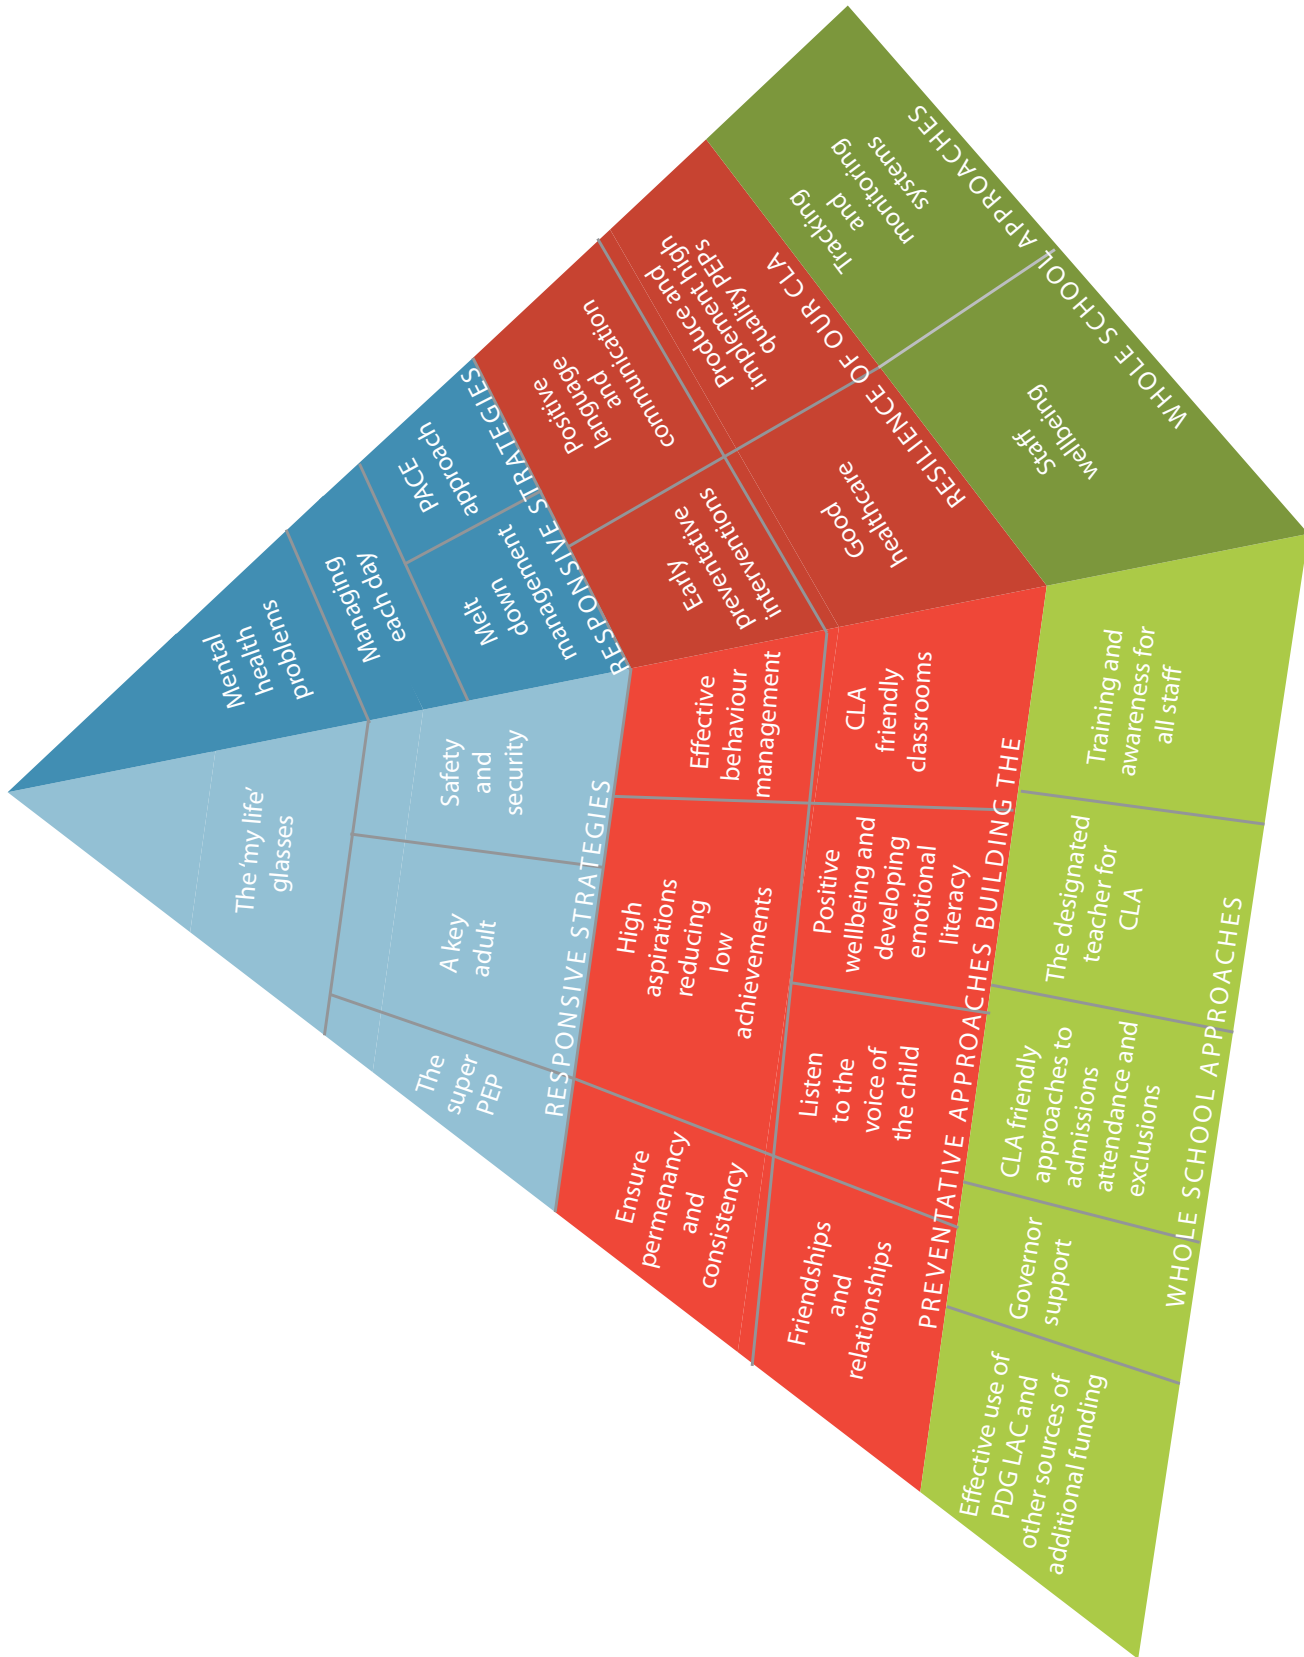 The 'my life'
glasses
Mental
health
problems
Managing
each day
The
super
PEP
A key
adult
Safety
and
security
Melt
down
management
PACE
approach
RESPONSIVE STRATEGIES
RESPONSIVE STRATEGIES
Ensure
permenancy
and
consistency
High
aspirations
reducing
low
achievements
Effective
behaviour
management
Early
preventative
interventions
Positive
language
and
communication
Friendships
and
relationships
Listen
to the
voice of
the child
Positive
wellbeing and
developing
emotional
literacy
CLA
friendly
classrooms
Good
healthcare
Produce and
implement high
quality PEPs
PREVENTATIVE APPROACHES BUILDING THE
RESILIENCE OF OUR CLA
Effective use of
PDG LAC and
other sources of
additional funding
Governor
support
CLA friendly
approaches to
admissions
attendance and
exclusions
The designated
teacher for
CLA
Training and
awareness for
all staff
Staff
wellbeing
Tracking
and
monitoring
systems
WHOLE SCHOOL APPROACHES
WHOLE SCHOOL APPROACHES